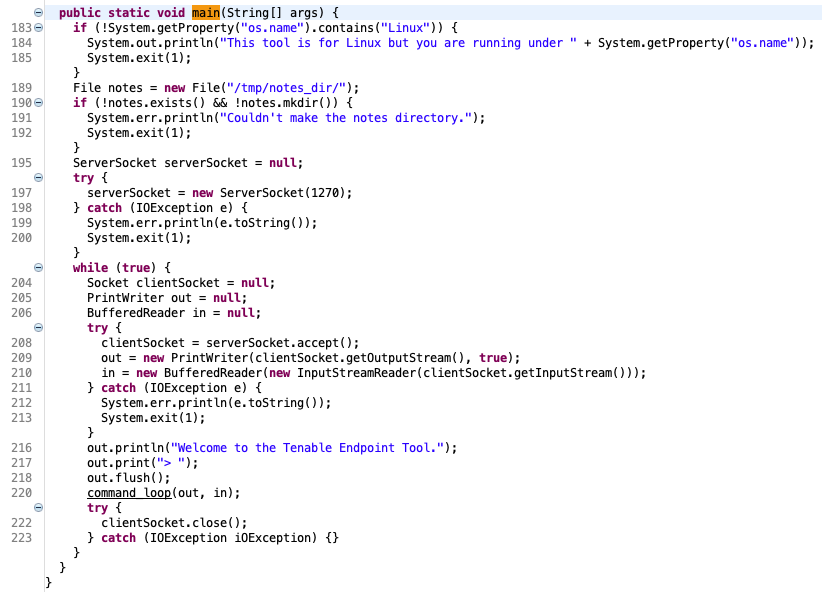 public static void main(String[] args) {
183 if (!System.getProperty("os.name").contains("Linux")) {
184 System.out.println("This tool is for Linux but you are running under " + System.getProperty("os.name"));
185 System.exit(1);
}
189 File notes = new File("/tmp/notes_dir/");
190 if (!notes.exists() && !notes.mkdir()) {
191 System.err.println("Couldn't make the notes directory.");
192 System.exit(1);
}
195 ServerSocket serverSocket = null;
try {
197 serverSocket = new ServerSocket(1270);
198 } catch (IOException e) {
199 System.err.println(e.toString());
200 System.exit(1);
}
while (true) {
204 Socket clientSocket = null;
205 PrintWriter out = null;
206 BufferedReader in = null;
try {
208 clientSocket = serverSocket.accept();
209 out = new PrintWriter(clientSocket.getOutputStream(), true);
210 in = new BufferedReader(new InputStreamReader(clientSocket.getInputStream()));
211 } catch (IOException e) {
212 System.err.println(e.toString());
213 System.exit(1);
}
216 out.println("Welcome to the Tenable Endpoint Tool.");
217 out.print("> ");
218 out.flush();
220 command_loop(out, in);
try {
222 clientSocket.close();
223 } catch (IOException iOException) {}
}
}
}